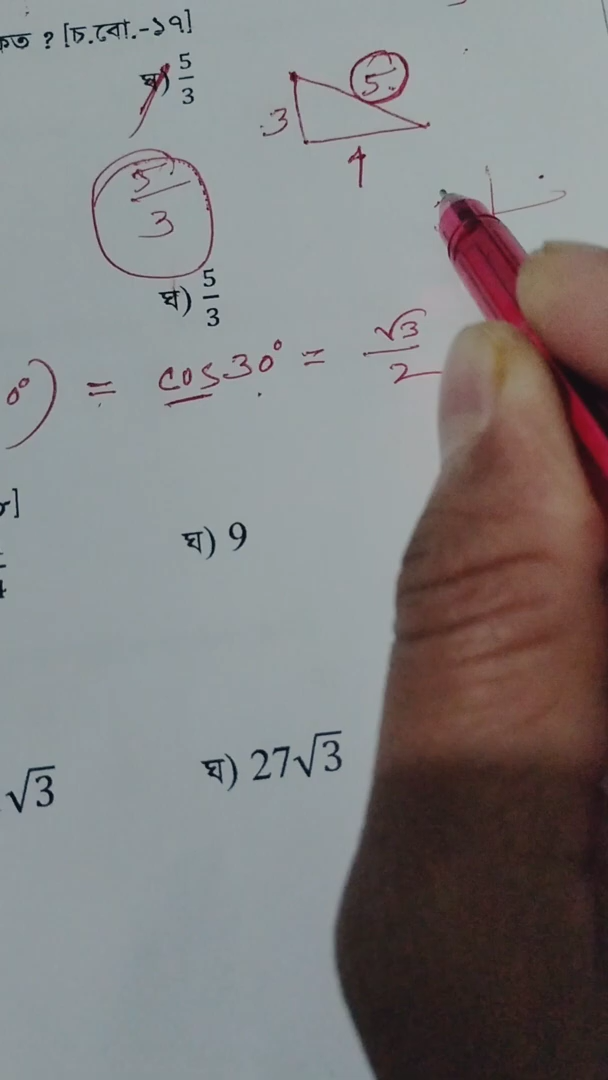 কত ? [চ.বো.-১৭]
ঘ) 5/3
5
3
4
5/3
ঘ) 5/3
0°) = cos30° = √3/2
]
ঘ) 9
√3
ঘ) 27√3